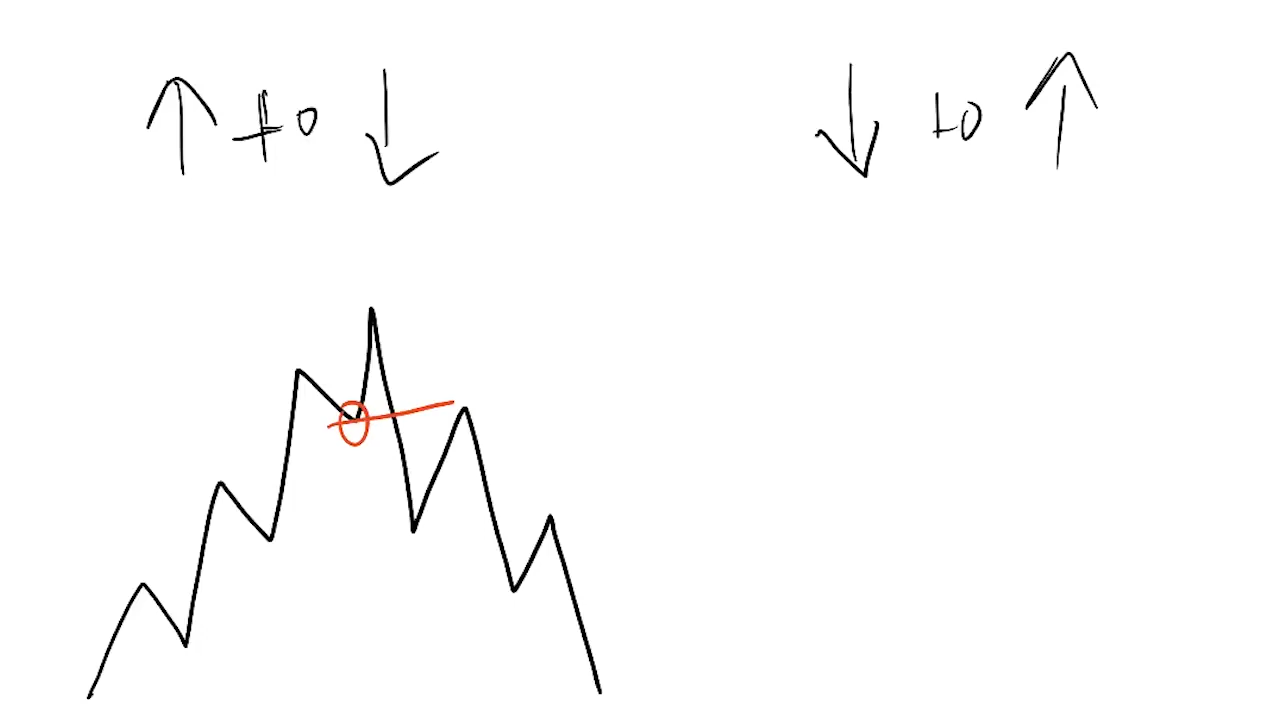 ↑ to ↓
↓ to ↑